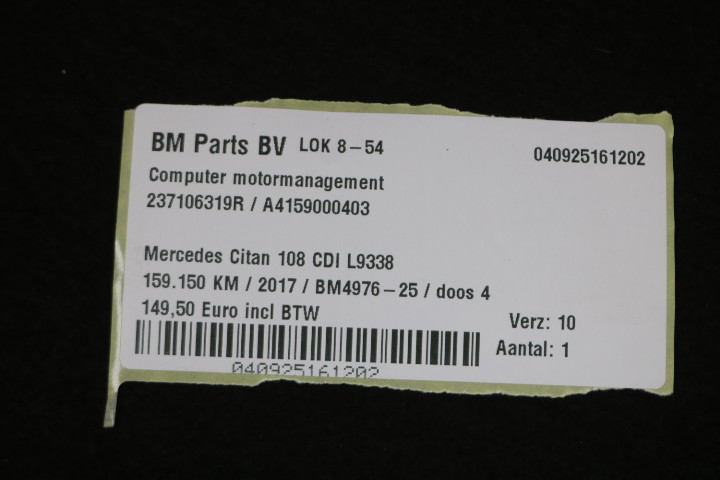 BM Parts BV LOK 8-54
040925161202
Computer motormanagement
237106319R / A4159000403
Mercedes Citan 108 CDI L9338
159.150 KM / 2017 / BM4976-25 / doos 4
149,50 Euro incl BTW
Verz: 10
Aantal: 1
040925161202